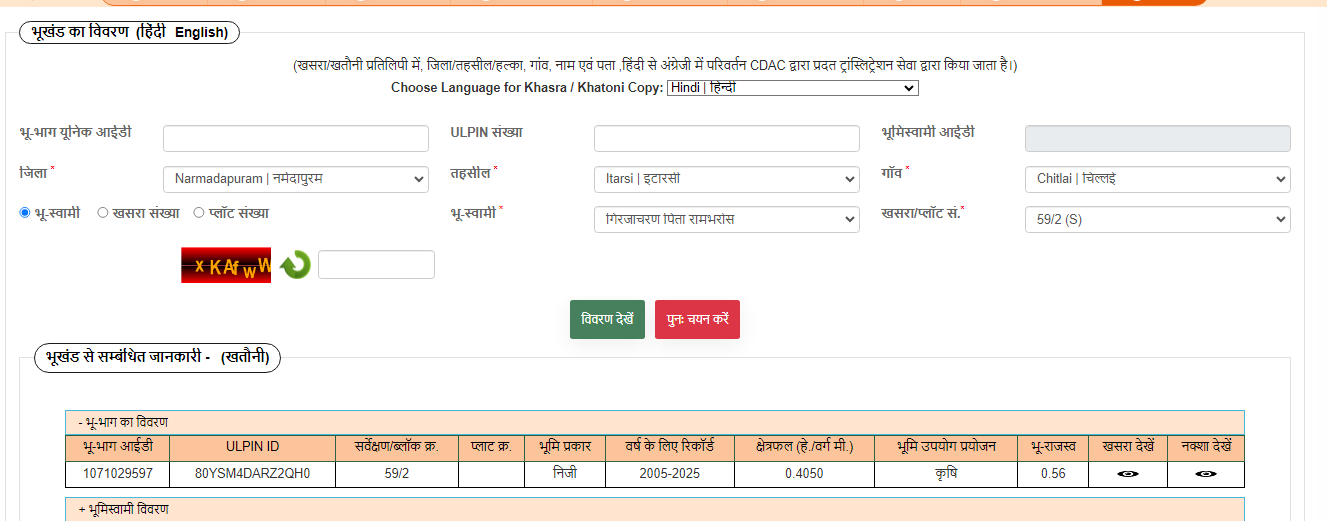 भूखंड का विवरण (हिंदी English)
(खसरा/खतौनी प्रतिलिपी में, जिला/तहसील/हल्का, गांव, नाम एवं पता ,हिंदी से अंग्रेजी में परिवर्तन CDAC द्वारा प्रदत ट्रांस्लिट्रेशन सेवा द्वारा किया जाता है।)
Choose Language for Khasra / Khatoni Copy: Hindi | हिन्दी
भू-भाग यूनिक आईडी ULPIN संख्या भूमिस्वामी आईडी
जिला * Narmadapuram | नर्मदापुरम तहसील * Itarsi | इटारसी गाँव * Chitlai | चिल्लई
भू-स्वामी खसरा संख्या प्लॉट संख्या भू-स्वामी * गिरजाचरण पिता रामभरोस खसरा/प्लॉट सं.* 59/2 (S)
x K A f w W
विवरण देखें पुनः चयन करें
भूखंड से सम्बंधित जानकारी - (खतौनी)
- भू-भाग का विवरण
भू-भाग आईडी ULPIN ID सर्वेक्षण/ब्लॉक क्र. प्लाट क्र. भूमि प्रकार वर्ष के लिए रिकॉर्ड क्षेत्रफल (हे./वर्ग मी.) भूमि उपयोग प्रयोजन भू-राजस्व खसरा देखें नक्शा देखें
1071029597 80YSM4DARZ2QH0 59/2 निजी 2005-2025 0.4050 कृषि 0.56
+ भूमिस्वामी विवरण